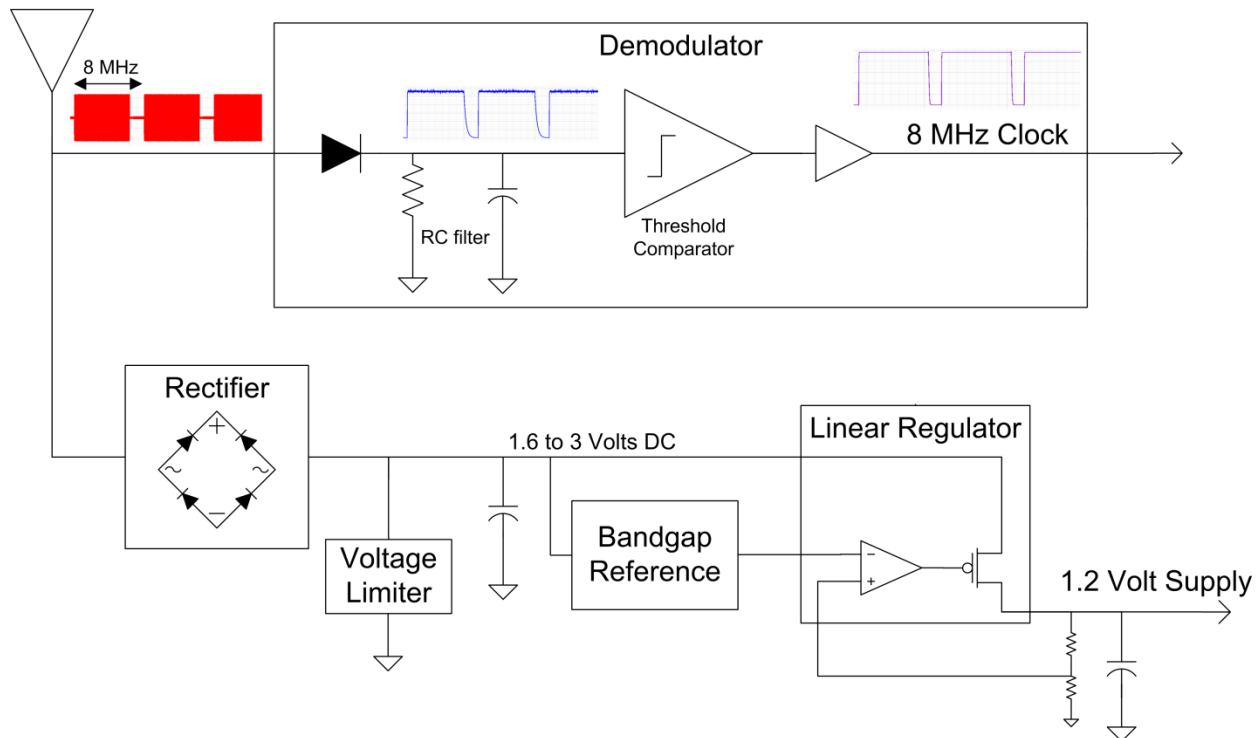 Demodulator
8 MHz
8 MHz Clock
RC filter
Threshold
Comparator
Rectifier
1.6 to 3 Volts DC
Linear Regulator
Voltage
Limiter
Bandgap
Reference
1.2 Volt Supply